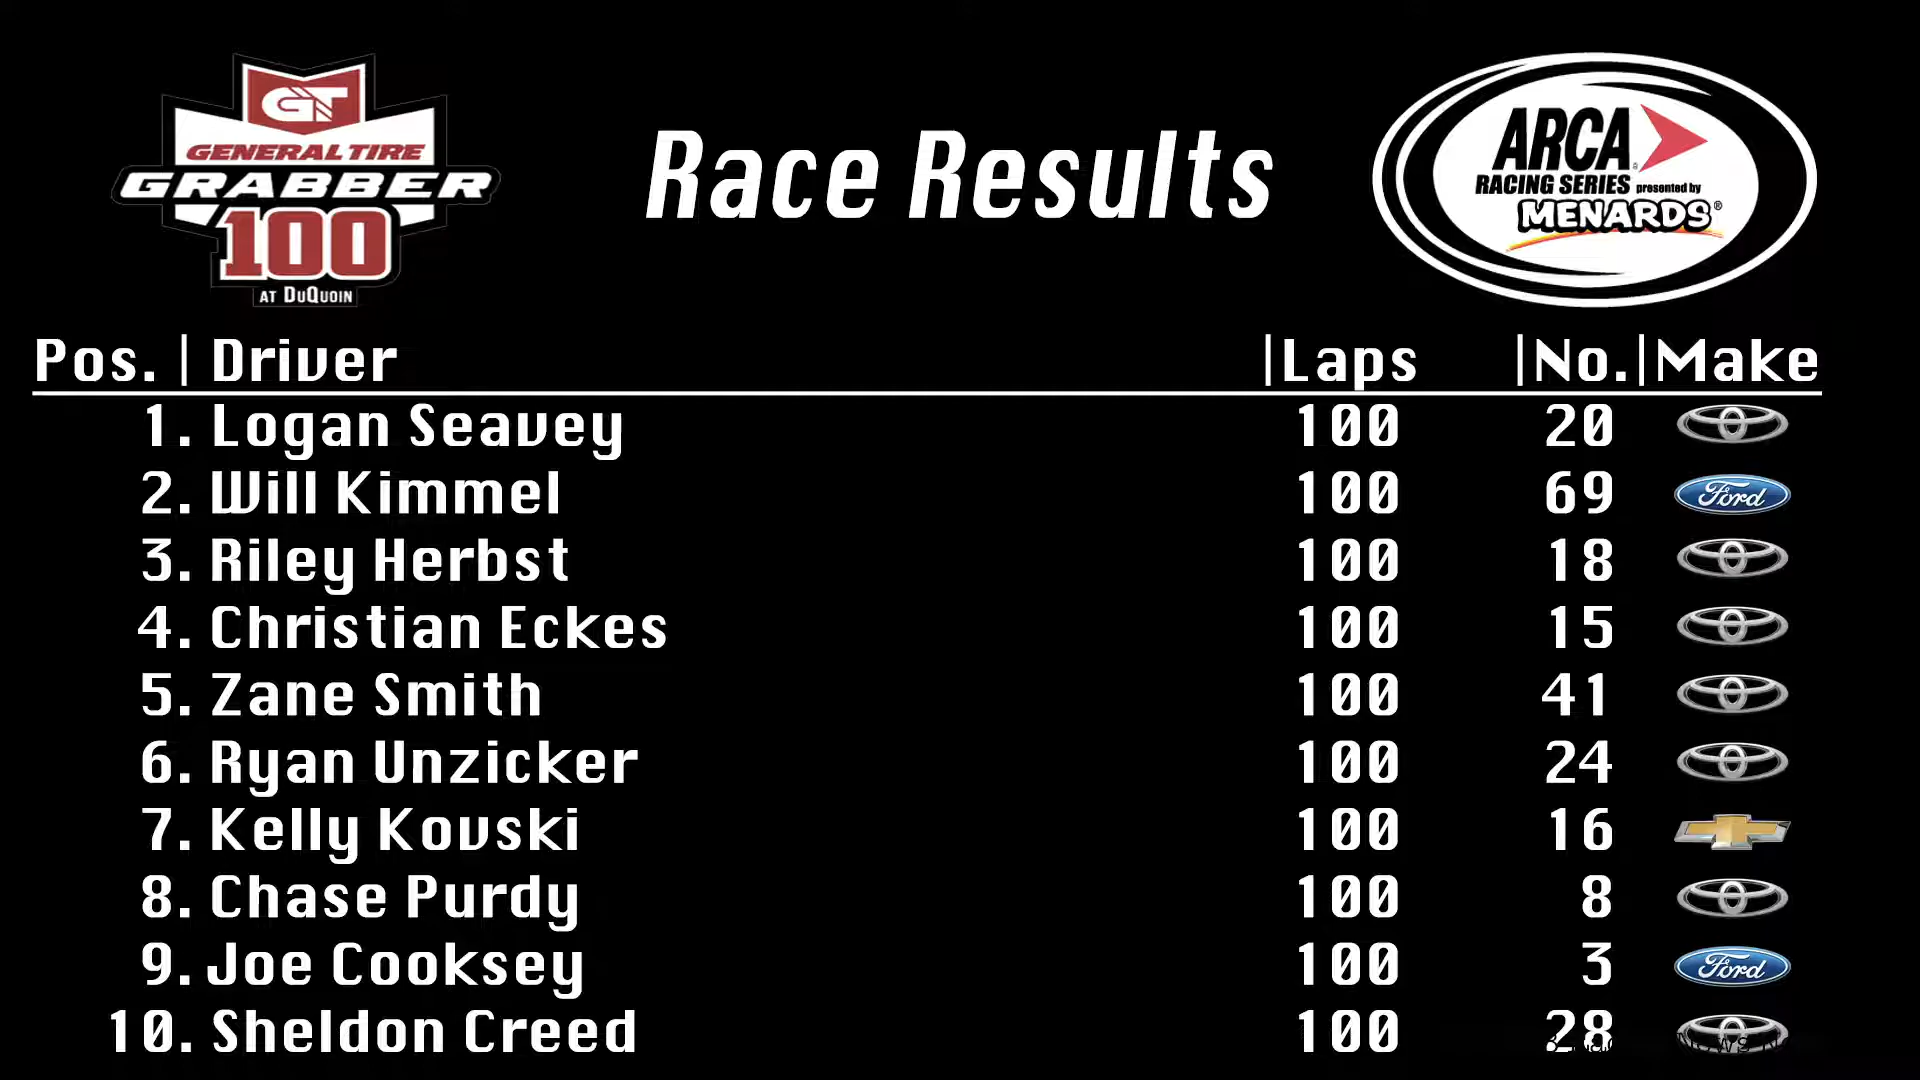 GT
GENERAL TIRE
GRABBER
100
AT DUQUOIN
Race Results
ARCA
RACING SERIES presented by
MENARDS®
Pos. | Driver |Laps |No.|Make
1. Logan Seavey 100 20
2. Will Kimmel 100 69 Ford
3. Riley Herbst 100 18
4. Christian Eckes 100 15
5. Zane Smith 100 41
6. Ryan Unzicker 100 24
7. Kelly Kovski 100 16
8. Chase Purdy 100 8
9. Joe Cooksey 100 3 Ford
10. Sheldon Creed 100 28